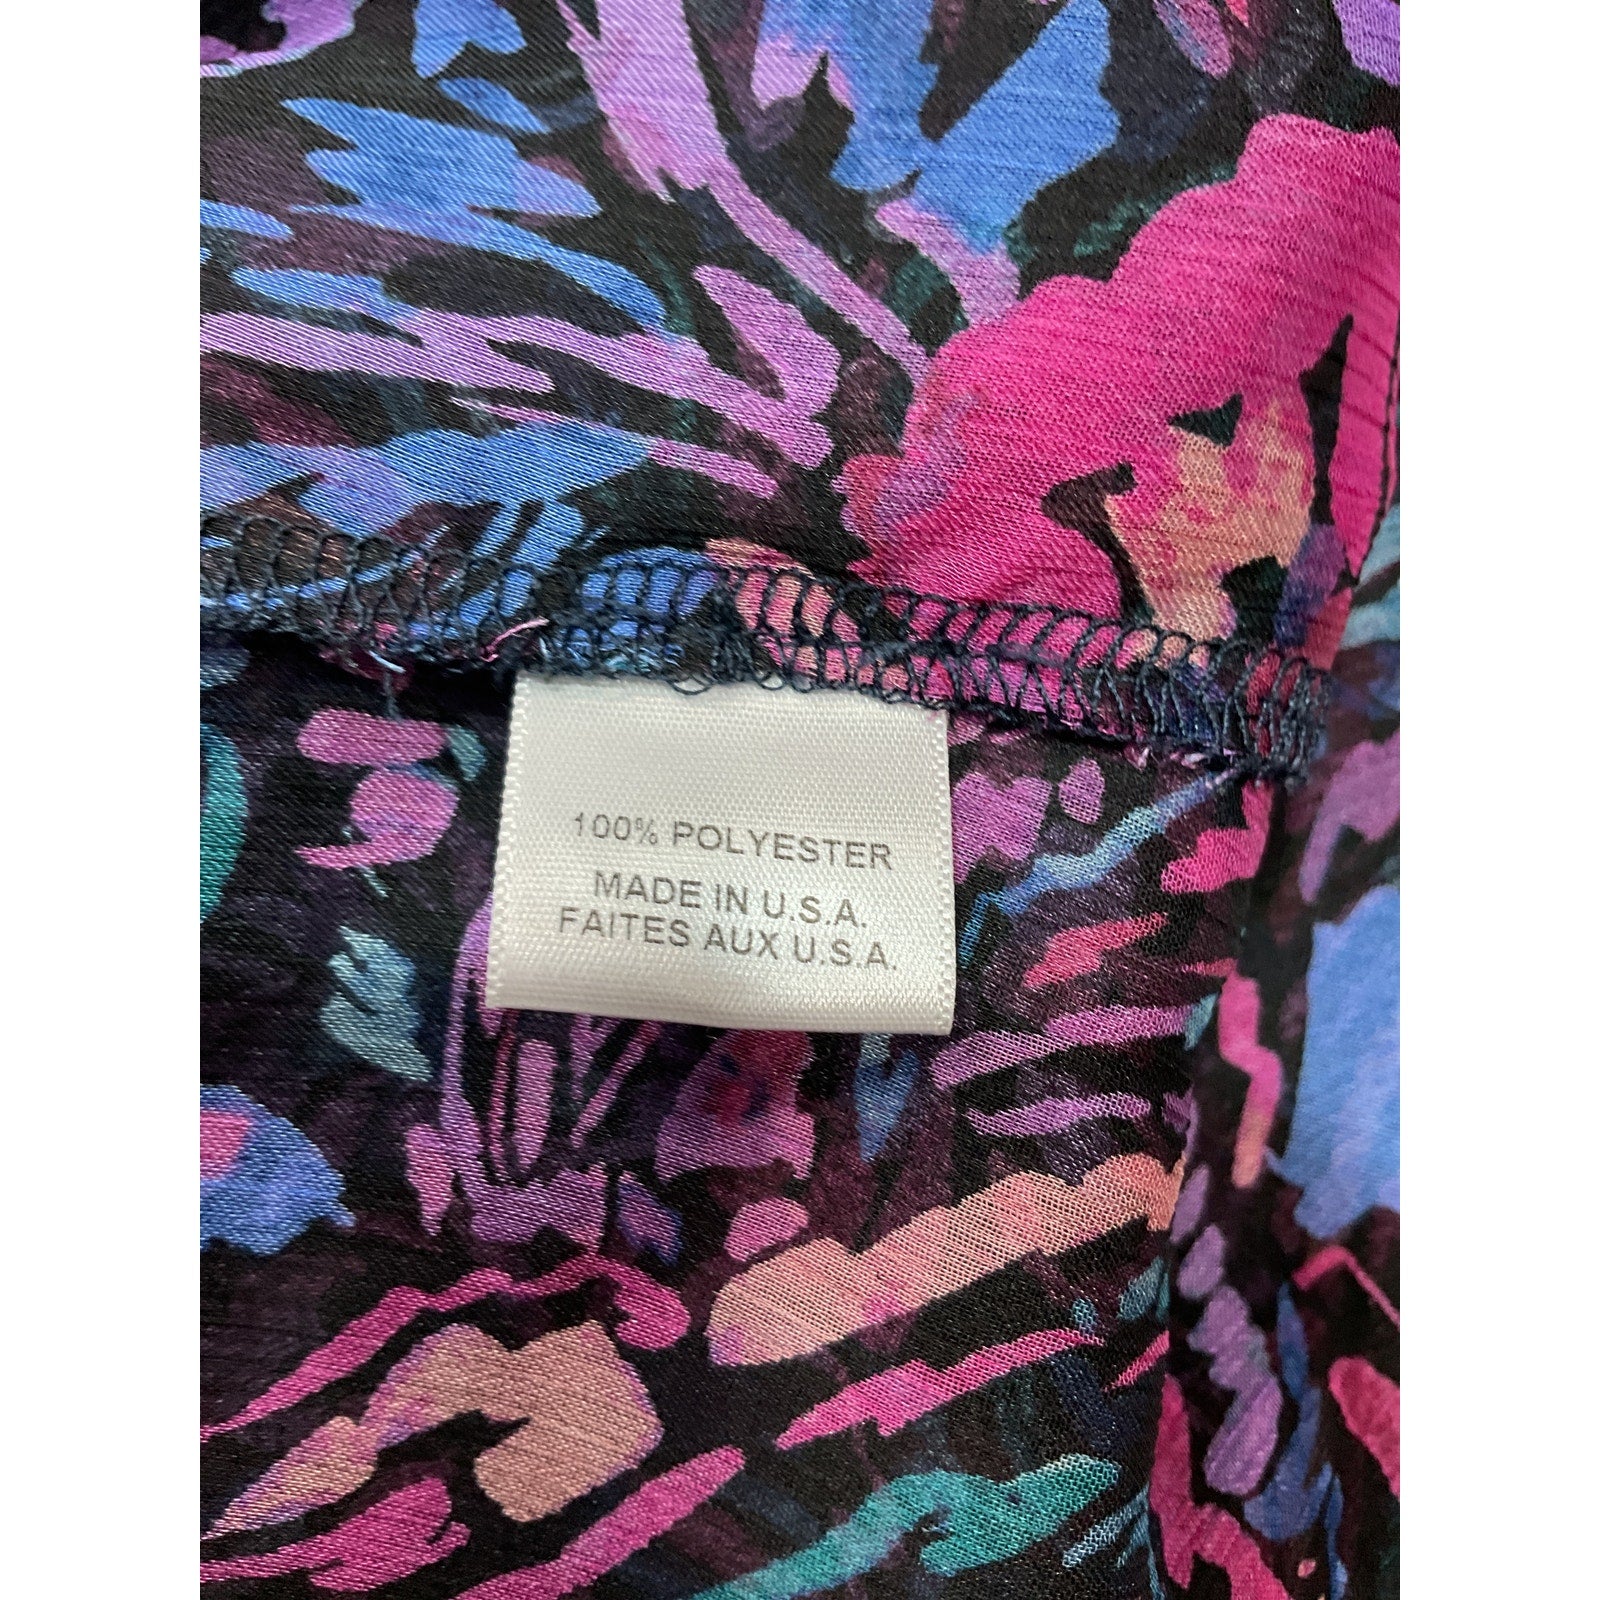 100% POLYESTER
MADE IN U.S.A.
FAITES AUX U.S.A.